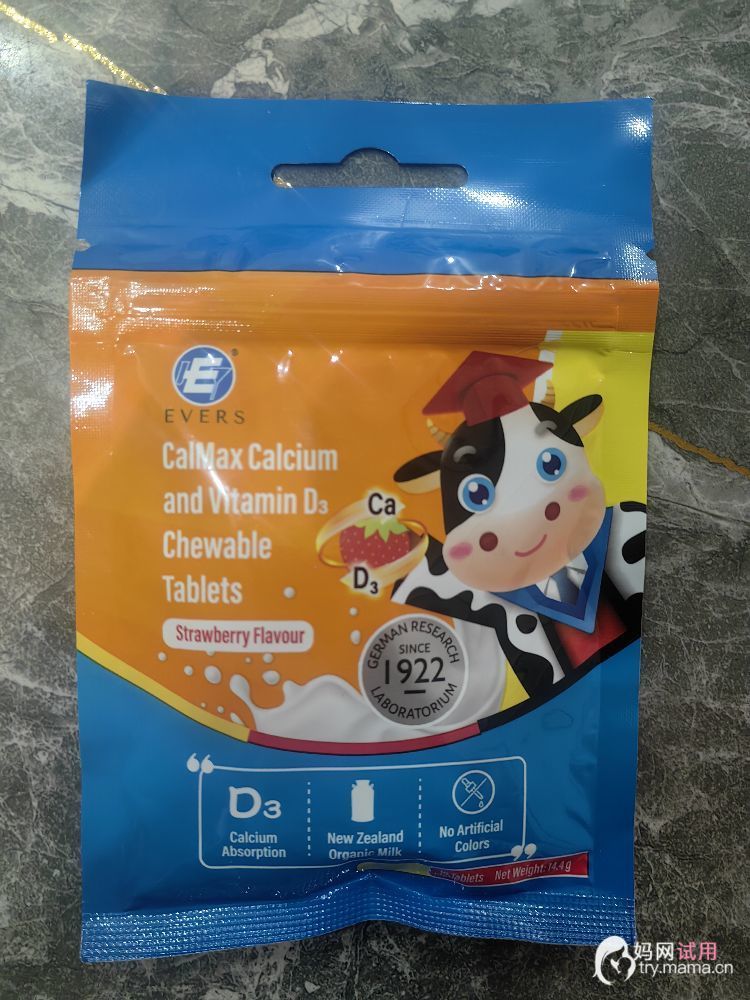 EVERS
CalMax Calcium
and Vitamin D₃
Chewable
Tablets
Strawberry Flavour
Ca
D₃
GERMAN RESEARCH
SINCE
1922
LABORATORIUM
D₃
Calcium
Absorption
New Zealand
Organic Milk
No Artificial
Colors
Tablets Net Weight: 14.4g
妈网试用
try.mama.cn